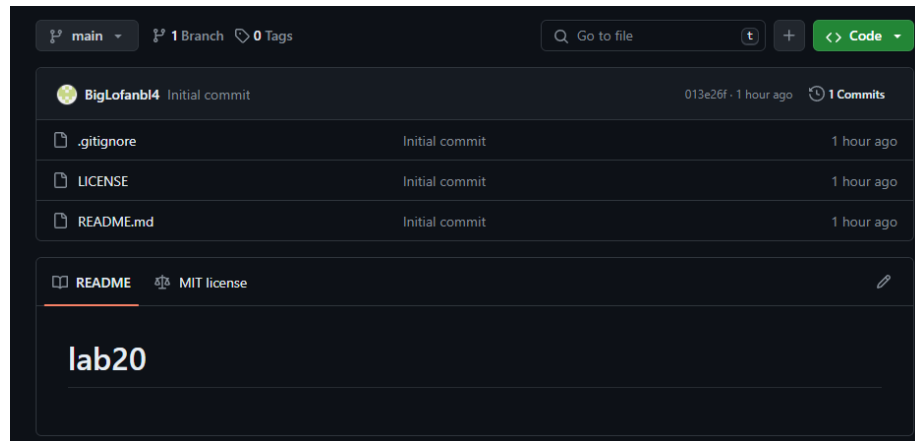 main 1 Branch 0 Tags Go to file t + <> Code
BigLofanbl4 Initial commit 013e26f · 1 hour ago 1 Commits
.gitignore Initial commit 1 hour ago
LICENSE Initial commit 1 hour ago
README.md Initial commit 1 hour ago
README MIT license
lab20